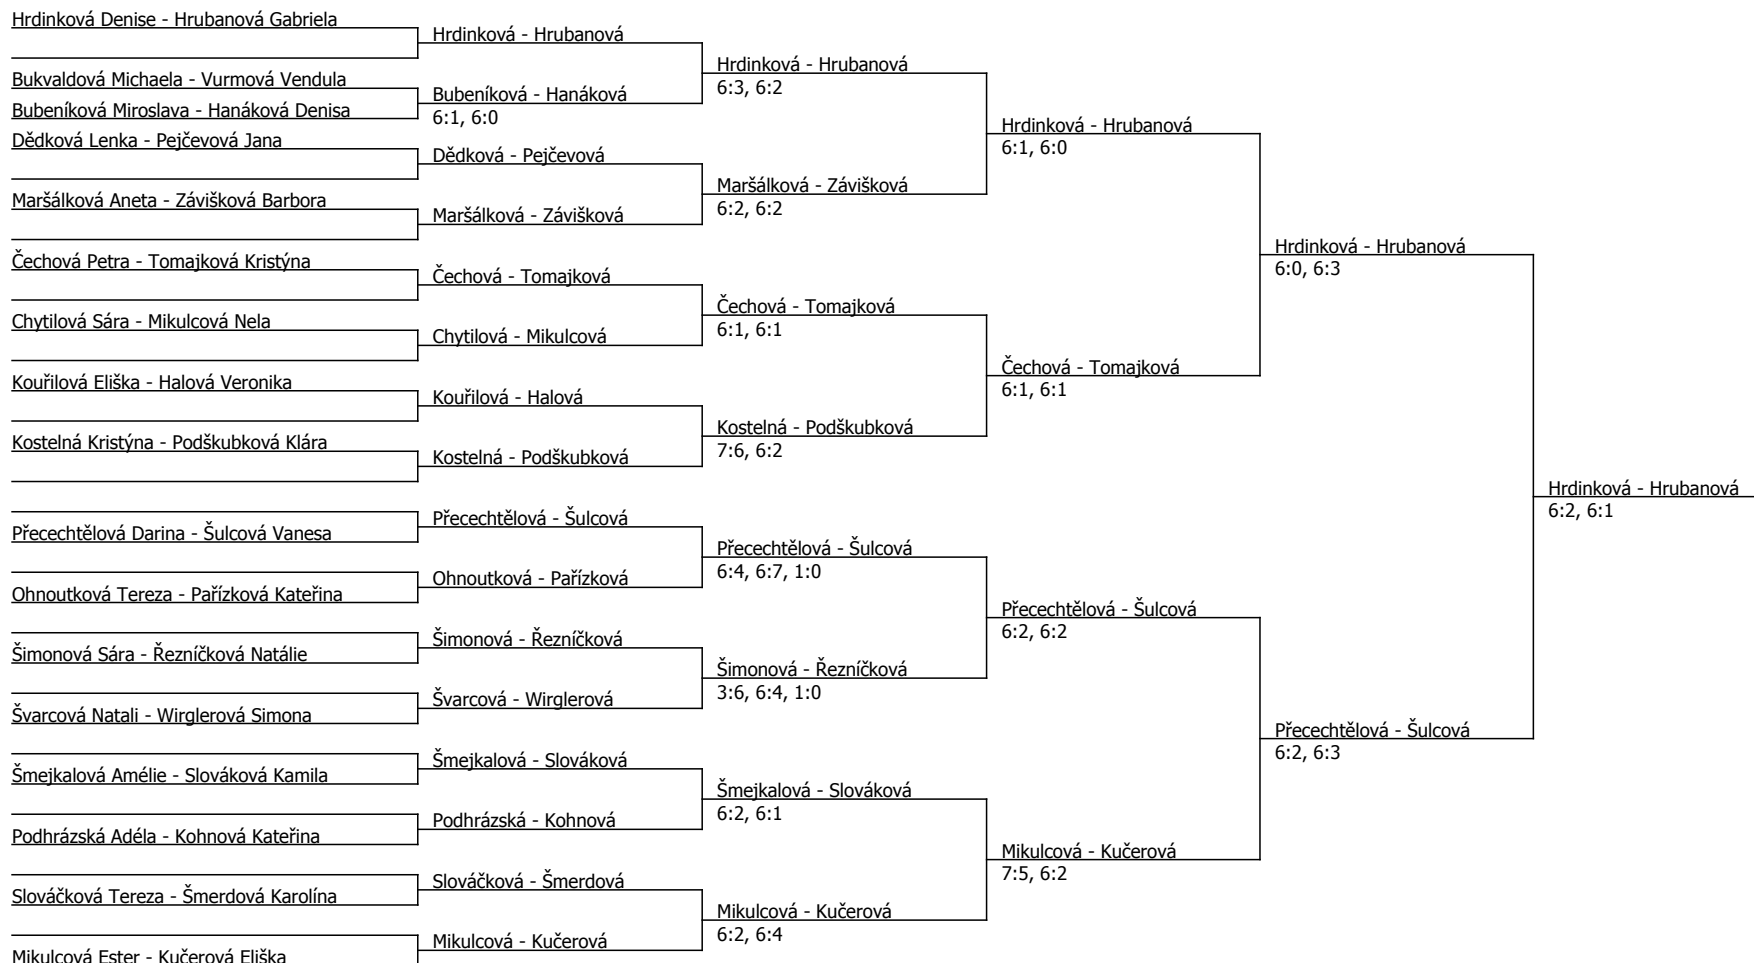 Hrdinková Denise - Hrubanová Gabriela
Bukvaldová Michaela - Vurmová Vendula
Bubeníková Miroslava - Hanáková Denisa
Dědková Lenka - Pejčevová Jana
Maršálková Aneta - Závišková Barbora
Čechová Petra - Tomajková Kristýna
Chytilová Sára - Mikulcová Nela
Kouřilová Eliška - Halová Veronika
Kostelná Kristýna - Podškubková Klára
Přecechtělová Darina - Šulcová Vanesa
Ohnoutková Tereza - Pařízková Kateřina
Šimonová Sára - Řezníčková Natálie
Švarcová Natali - Wirglerová Simona
Šmejkalová Amélie - Slováková Kamila
Podhrázská Adéla - Kohnová Kateřina
Slováčková Tereza - Šmerdová Karolína
Mikulcová Ester - Kučerová Eliška
Hrdinková - Hrubanová
Bubeníková - Hanáková
6:1, 6:0
Dědková - Pejčevová
Maršálková - Závišková
Čechová - Tomajková
Chytilová - Mikulcová
Kouřilová - Halová
Kostelná - Podškubková
Přecechtělová - Šulcová
Ohnoutková - Pařízková
Šimonová - Řezníčková
Švarcová - Wirglerová
Šmejkalová - Slováková
Podhrázská - Kohnová
Slováčková - Šmerdová
Mikulcová - Kučerová
Hrdinková - Hrubanová
6:3, 6:2
Maršálková - Závišková
6:2, 6:2
Čechová - Tomajková
6:1, 6:1
Kostelná - Podškubková
7:6, 6:2
Přecechtělová - Šulcová
6:4, 6:7, 1:0
Šimonová - Řezníčková
3:6, 6:4, 1:0
Šmejkalová - Slováková
6:2, 6:1
Mikulcová - Kučerová
6:2, 6:4
Hrdinková - Hrubanová
6:1, 6:0
Čechová - Tomajková
6:1, 6:1
Přecechtělová - Šulcová
6:2, 6:2
Mikulcová - Kučerová
7:5, 6:2
Hrdinková - Hrubanová
6:0, 6:3
Přecechtělová - Šulcová
6:2, 6:3
Hrdinková - Hrubanová
6:2, 6:1